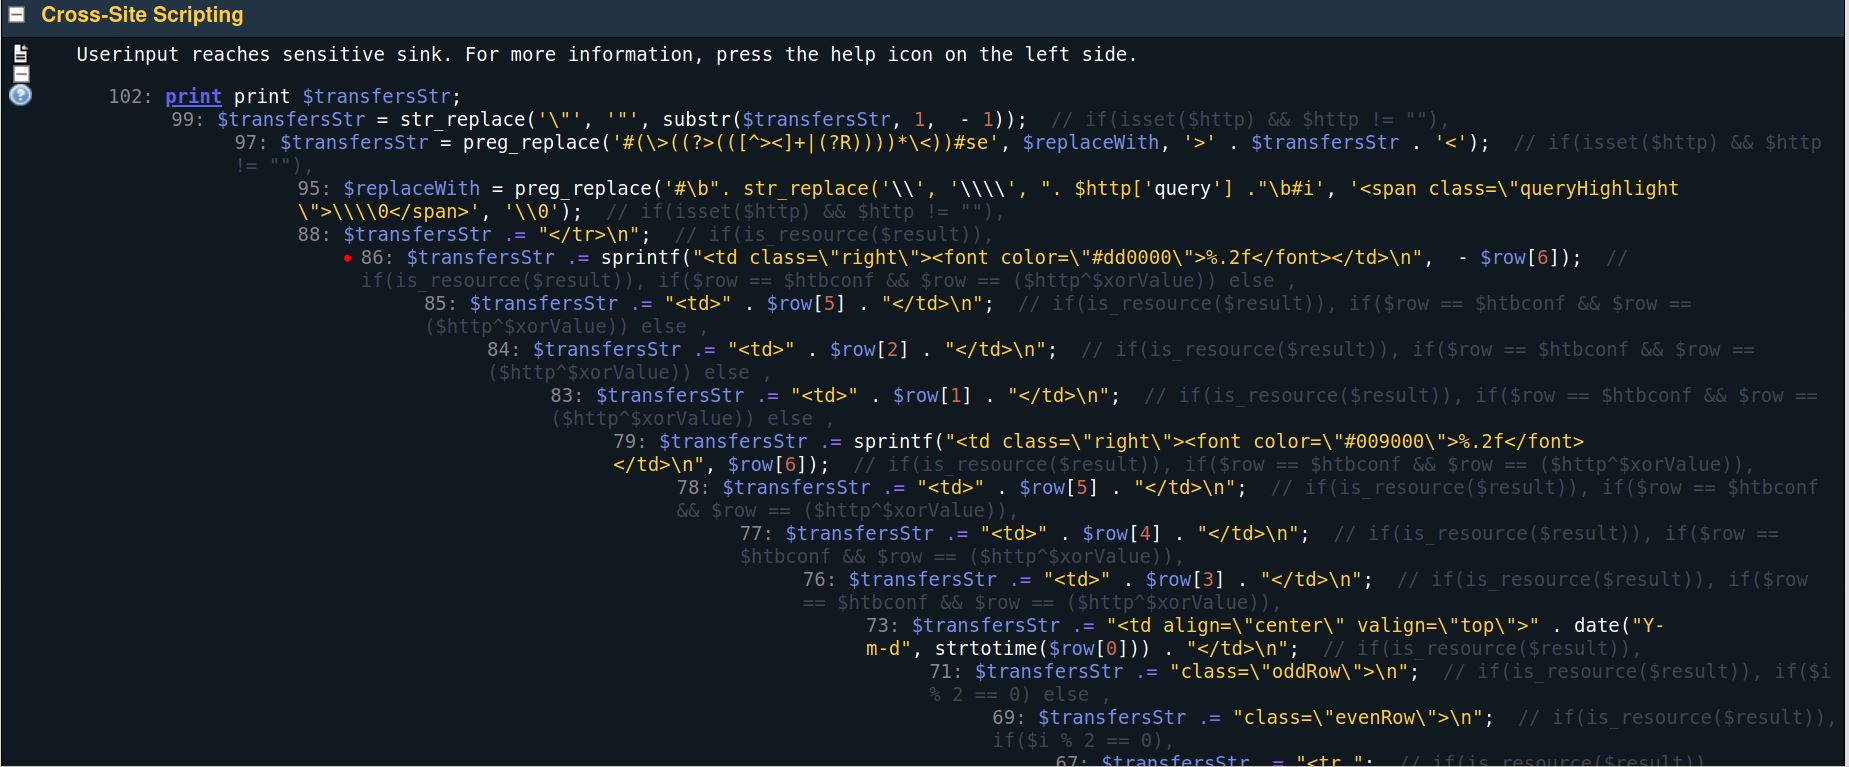 Cross-Site Scripting
Userinput reaches sensitive sink. For more information, press the help icon on the left side.
102: print print $transfersStr;
99: $transfersStr = str_replace('\"', '"', substr($transfersStr, 1,  - 1));  // if(isset($http) && $http != ""),
97: $transfersStr = preg_replace('#(\>((?>(([^><]+|(?R))))*\<))#se', $replaceWith, '>' . $transfersStr . '<');  // if(isset($http) && $http
!= ""),
95: $replaceWith = preg_replace('#\b". str_replace('\\', '\\\\', ". $http['query'] ."\b#i', '<span class=\"queryHighlight
\">\\\\0</span>', '\\0');  // if(isset($http) && $http != ""),
88: $transfersStr .= "</tr>\n";  // if(is_resource($result)),
• 86: $transfersStr .= sprintf("<td class=\"right\"><font color=\"#dd0000\">%.2f</font></td>\n",  - $row[6]);  //
if(is_resource($result)), if($row == $htbconf && $row == ($http^$xorValue)) else ,
85: $transfersStr .= "<td>" . $row[5] . "</td>\n";  // if(is_resource($result)), if($row == $htbconf && $row ==
($http^$xorValue)) else ,
84: $transfersStr .= "<td>" . $row[2] . "</td>\n";  // if(is_resource($result)), if($row == $htbconf && $row ==
($http^$xorValue)) else ,
83: $transfersStr .= "<td>" . $row[1] . "</td>\n";  // if(is_resource($result)), if($row == $htbconf && $row ==
($http^$xorValue)) else ,
79: $transfersStr .= sprintf("<td class=\"right\"><font color=\"#009000\">%.2f</font>
</td>\n", $row[6]);  // if(is_resource($result)), if($row == $htbconf && $row == ($http^$xorValue)),
78: $transfersStr .= "<td>" . $row[5] . "</td>\n";  // if(is_resource($result)), if($row == $htbconf
&& $row == ($http^$xorValue)),
77: $transfersStr .= "<td>" . $row[4] . "</td>\n";  // if(is_resource($result)), if($row ==
$htbconf && $row == ($http^$xorValue)),
76: $transfersStr .= "<td>" . $row[3] . "</td>\n";  // if(is_resource($result)), if($row
== $htbconf && $row == ($http^$xorValue)),
73: $transfersStr .= "<td align=\"center\" valign=\"top\">" . date("Y-
m-d", strtotime($row[0])) . "</td>\n";  // if(is_resource($result)),
71: $transfersStr .= "class=\"oddRow\">\n";  // if(is_resource($result)), if($i
% 2 == 0) else ,
69: $transfersStr .= "class=\"evenRow\">\n";  // if(is_resource($result)),
if($i % 2 == 0),
67: $transfersStr .= "<tr ";  // if(is_resource($result)),